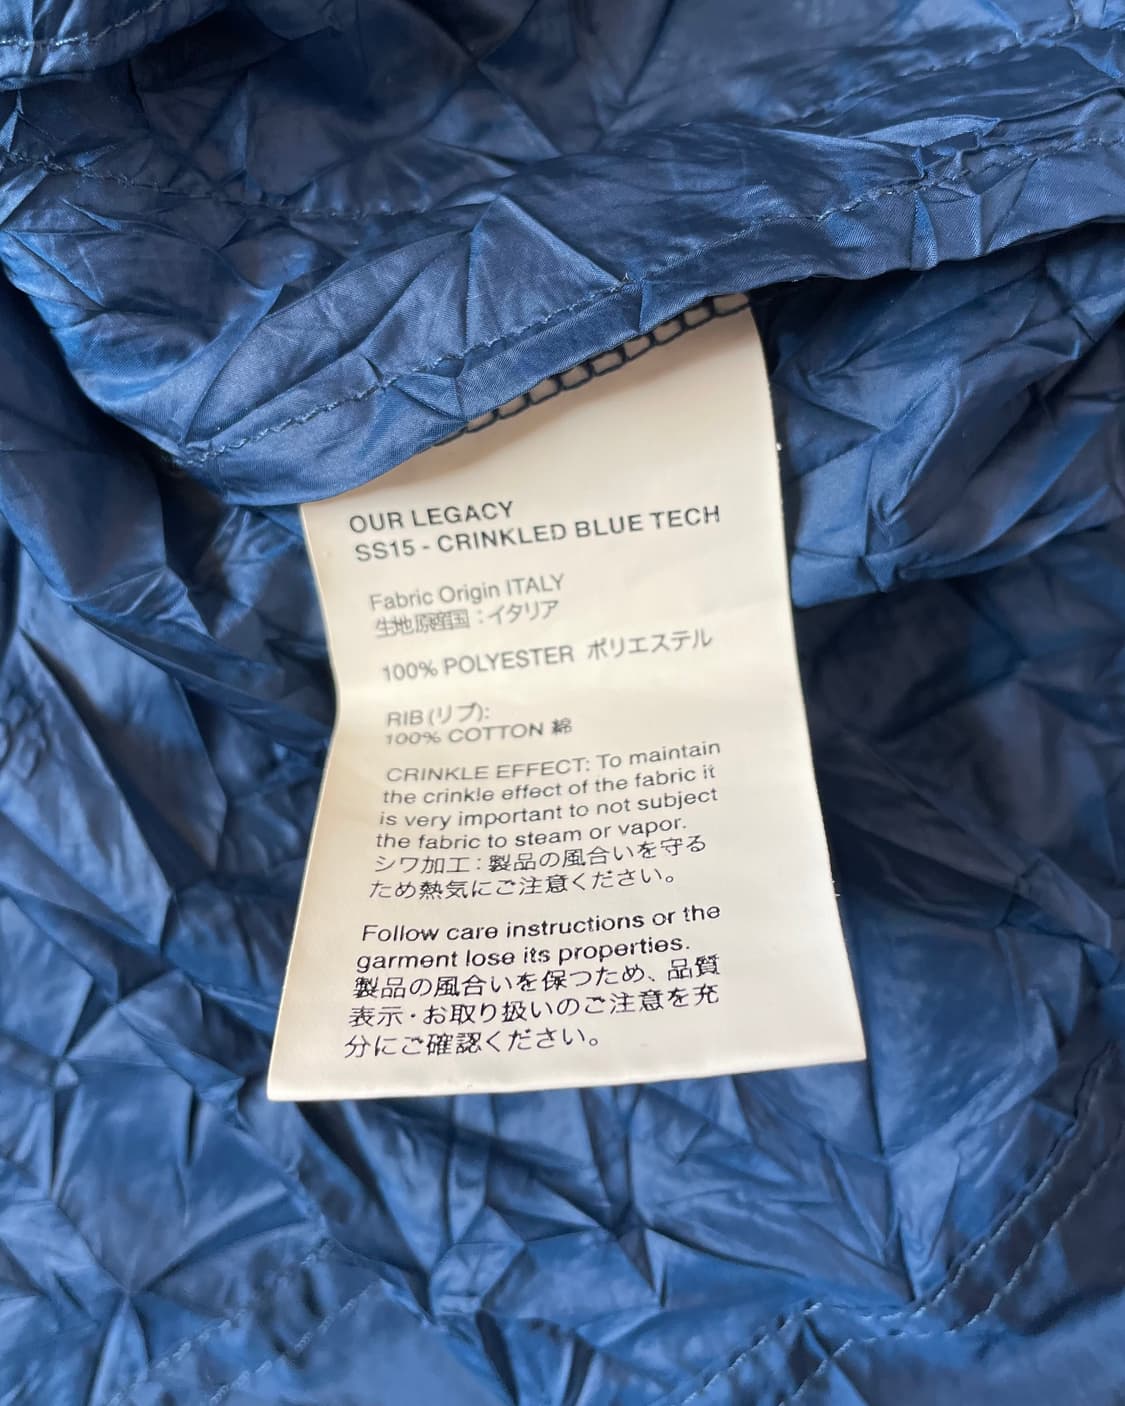 OUR LEGACY
SS15 - CRINKLED BLUE TECH
Fabric Origin ITALY
生地原産国：イタリア
100% POLYESTER ポリエステル
RIB (リブ):
100% COTTON 綿
CRINKLE EFFECT: To maintain
the crinkle effect of the fabric it
is very important to not subject
the fabric to steam or vapor.
シワ加工：製品の風合いを守る
ため熱気にご注意ください。
Follow care instructions or the
garment lose its properties.
製品の風合いを保つため、品質
表示・お取り扱いのご注意を充
分にご確認ください。